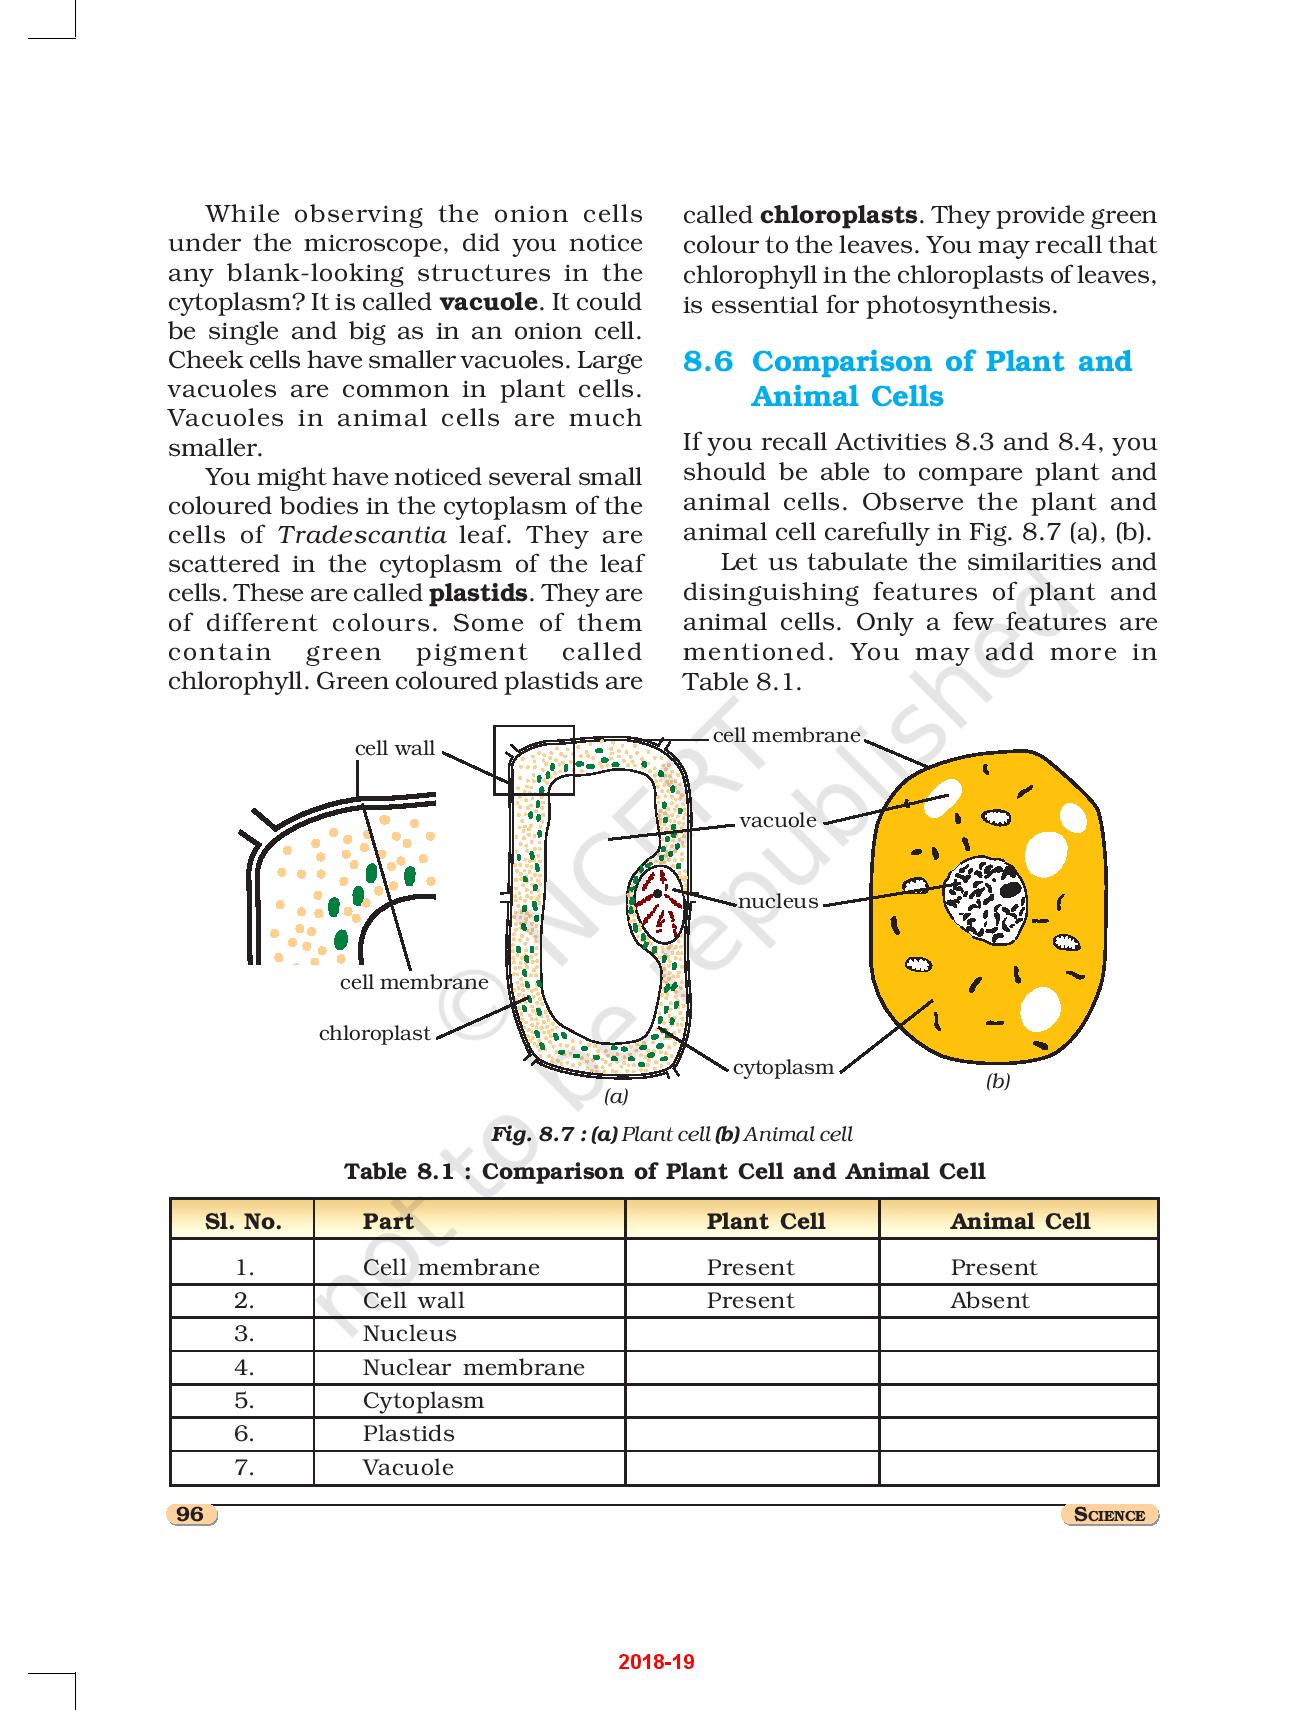 While observing the onion cells
under the microscope, did you notice
any blank-looking structures in the
cytoplasm? It is called vacuole. It could
be single and big as in an onion cell.
Cheek cells have smaller vacuoles. Large
vacuoles are common in plant cells.
Vacuoles in animal cells are much
smaller.
You might have noticed several small
coloured bodies in the cytoplasm of the
cells of Tradescantia leaf. They are
scattered in the cytoplasm of the leaf
cells. These are called plastids. They are
of different colours. Some of them
contain green pigment called
chlorophyll. Green coloured plastids are
called chloroplasts. They provide green
colour to the leaves. You may recall that
chlorophyll in the chloroplasts of leaves,
is essential for photosynthesis.
8.6 Comparison of Plant and
Animal Cells
If you recall Activities 8.3 and 8.4, you
should be able to compare plant and
animal cells. Observe the plant and
animal cell carefully in Fig. 8.7 (a), (b).
Let us tabulate the similarities and
disinguishing features of plant and
animal cells. Only a few features are
mentioned. You may add more in
Table 8.1.
cell wall
cell membrane
vacuole
nucleus
cell membrane
chloroplast
cytoplasm
(a)
(b)
Fig. 8.7 : (a) Plant cell (b) Animal cell
Table 8.1 : Comparison of Plant Cell and Animal Cell
Sl. No. Part Plant Cell Animal Cell
1. Cell membrane Present Present
2. Cell wall Present Absent
3. Nucleus
4. Nuclear membrane
5. Cytoplasm
6. Plastids
7. Vacuole
96 SCIENCE
2018-19
© NCERT
not to be republished